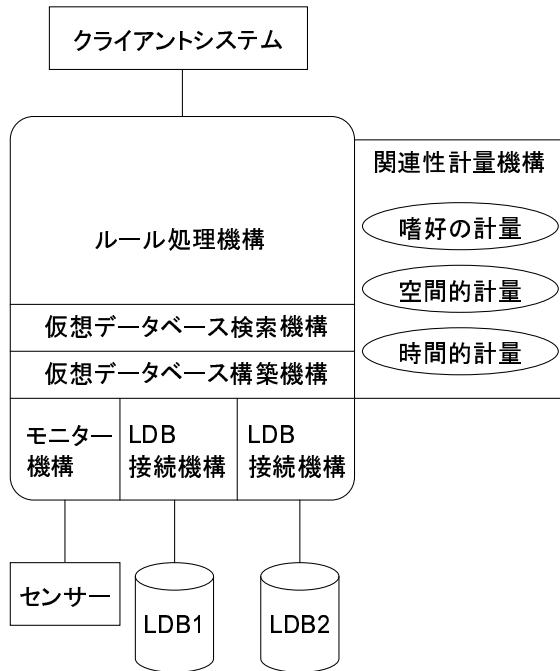 クライアントシステム
関連性計量機構
ルール処理機構
嗜好の計量
空間的計量
時間的計量
仮想データベース検索機構
仮想データベース構築機構
モニター
機構
LDB
接続機構
LDB
接続機構
センサー
LDB1
LDB2